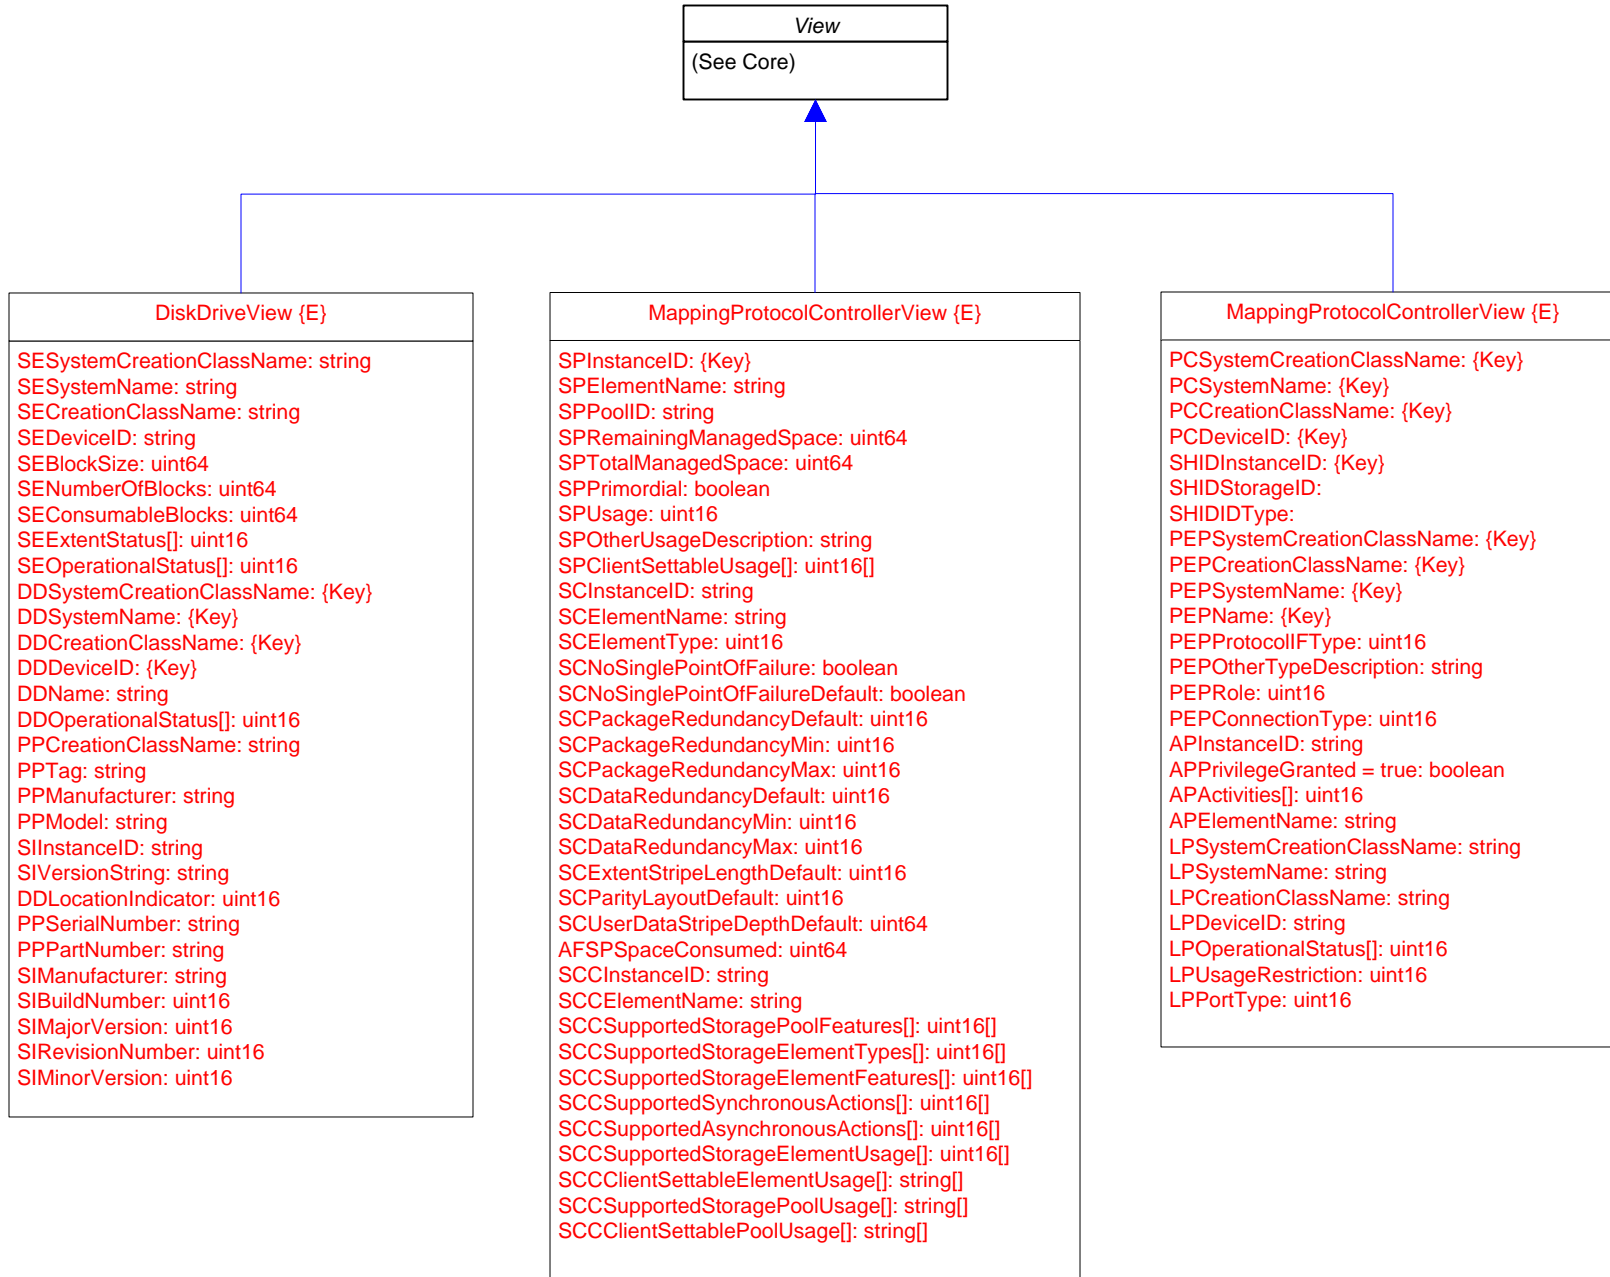 View
(See Core)
DiskDriveView {E}
SESystemCreationClassName: string
SESystemName: string
SECreationClassName: string
SEDeviceID: string
SEBlockSize: uint64
SENumberOfBlocks: uint64
SEConsumableBlocks: uint64
SEExtentStatus[]: uint16
SEOperationalStatus[]: uint16
DDSystemCreationClassName: {Key}
DDSystemName: {Key}
DDCreationClassName: {Key}
DDDeviceID: {Key}
DDName: string
DDOperationalStatus[]: uint16
PPCreationClassName: string
PPTag: string
PPManufacturer: string
PPModel: string
SIInstanceID: string
SIVersionString: string
DDLocationIndicator: uint16
PPSerialNumber: string
PPPartNumber: string
SIManufacturer: string
SIBuildNumber: uint16
SIMajorVersion: uint16
SIRevisionNumber: uint16
SIMinorVersion: uint16
MappingProtocolControllerView {E}
SPInstanceID: {Key}
SPElementName: string
SPPoolID: string
SPRemainingManagedSpace: uint64
SPTotalManagedSpace: uint64
SPPrimordial: boolean
SPUsage: uint16
SPOtherUsageDescription: string
SPClientSettableUsage[]: uint16[]
SCInstanceID: string
SCElementName: string
SCElementType: uint16
SCNoSinglePointOfFailure: boolean
SCNoSinglePointOfFailureDefault: boolean
SCPackageRedundancyDefault: uint16
SCPackageRedundancyMin: uint16
SCPackageRedundancyMax: uint16
SCDataRedundancyDefault: uint16
SCDataRedundancyMin: uint16
SCDataRedundancyMax: uint16
SCExtentStripeLengthDefault: uint16
SCParityLayoutDefault: uint16
SCUserDataStripeDepthDefault: uint64
AFSPSpaceConsumed: uint64
SCCInstanceID: string
SCCElementName: string
SCCSupportedStoragePoolFeatures[]: uint16[]
SCCSupportedStorageElementTypes[]: uint16[]
SCCSupportedStorageElementFeatures[]: uint16[]
SCCSupportedSynchronousActions[]: uint16[]
SCCSupportedAsynchronousActions[]: uint16[]
SCCSupportedStorageElementUsage[]: uint16[]
SCCClientSettableElementUsage[]: string[]
SCCSupportedStoragePoolUsage[]: string[]
SCCClientSettablePoolUsage[]: string[]
MappingProtocolControllerView {E}
PCSystemCreationClassName: {Key}
PCSystemName: {Key}
PCCreationClassName: {Key}
PCDeviceID: {Key}
SHIDInstanceID: {Key}
SHIDStorageID:
SHIDIDType:
PEPSystemCreationClassName: {Key}
PEPCreationClassName: {Key}
PEPSystemName: {Key}
PEPName: {Key}
PEPProtocolIFType: uint16
PEPOtherTypeDescription: string
PEPRole: uint16
PEPConnectionType: uint16
APInstanceID: string
APPrivilegeGranted = true: boolean
APActivities[]: uint16
APElementName: string
LPSystemCreationClassName: string
LPSystemName: string
LPCreationClassName: string
LPDeviceID: string
LPOperationalStatus[]: uint16
LPUsageRestriction: uint16
LPPortType: uint16